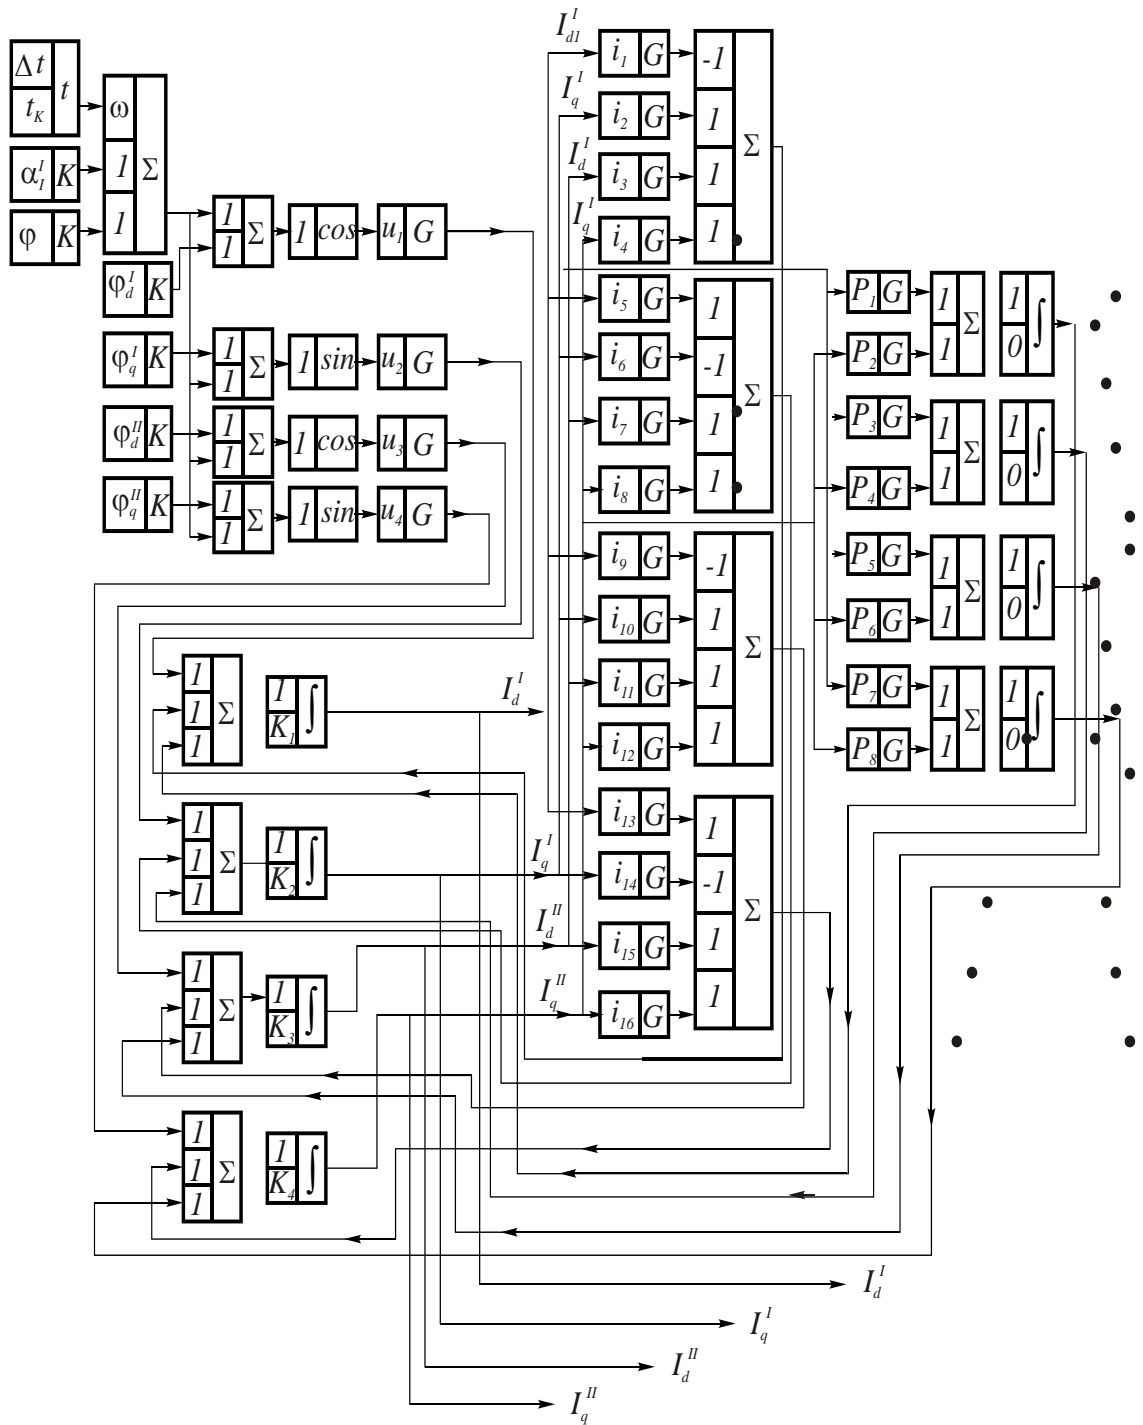 Δt
t_K
t
α_I^I K
φ K
ω
1
1
Σ
φ_d^I K
φ_q^I K
φ_d^II K
φ_q^II K
1
1
Σ
1 cos
u_1 G
1
1
Σ
1 sin
u_2 G
1
1
Σ
1 cos
u_3 G
1
1
Σ
1 sin
u_4 G
I_d1^I
I_q^I
I_d^I
I_q^I
i_1 G
i_2 G
i_3 G
i_4 G
-1
1
1
1
Σ
i_5 G
i_6 G
i_7 G
i_8 G
1
-1
1
1
Σ
i_9 G
i_10 G
i_11 G
i_12 G
-1
1
1
1
Σ
i_13 G
i_14 G
i_15 G
i_16 G
1
-1
1
1
Σ
P_1 G
P_2 G
1
1
Σ
1
0
∫
P_3 G
P_4 G
1
1
Σ
1
0
∫
P_5 G
P_6 G
1
1
Σ
1
0
∫
P_7 G
P_8 G
1
1
Σ
1
0
∫
1
1
1
Σ
1
K_1
∫
I_d^I
1
1
1
Σ
1
K_2
∫
I_q^I
1
1
1
Σ
1
K_3
∫
I_d^II
1
1
1
Σ
1
K_4
∫
I_q^II
I_d^I
I_q^I
I_d^II
I_q^II